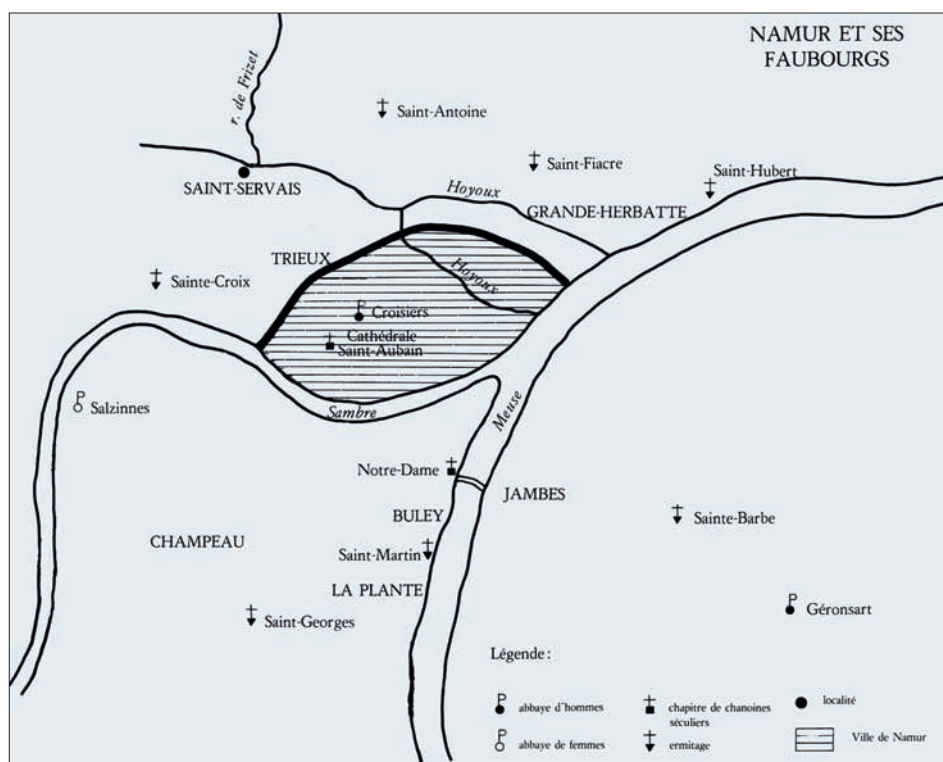 NAMUR ET SES
FAUBOURGS
r. de Frizet
Saint-Antoine
Saint-Fiacre
Saint-Hubert
SAINT-SERVAIS
Hoyoux
GRANDE-HERBATTE
TRIEUX
Hoyoux
Sainte-Croix
Croisiers
Cathédrale
Saint-Aubain
Salzinnes
Sambre
Meuse
Notre-Dame
JAMBES
BULEY
Sainte-Barbe
CHAMPEAU
Saint-Martin
LA PLANTE
Géronsart
Saint-Georges
Légende :
abbaye d'hommes
abbaye de femmes
chapitre de chanoines
séculiers
ermitage
localité
Ville de Namur